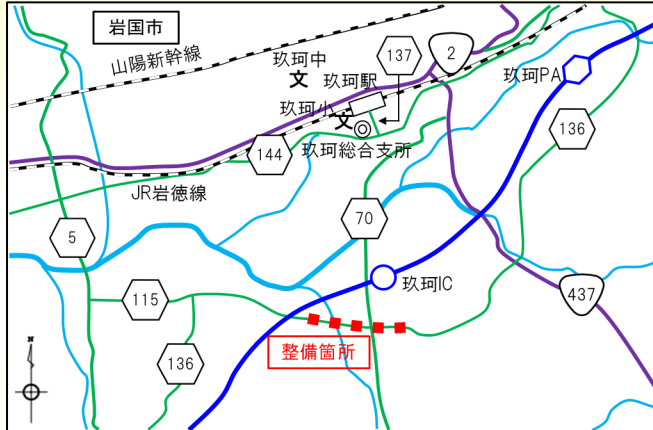 岩国市
山陽新幹線
玖珂中
文
玖珂駅
137
2
玖珂PA
玖珂小
文
136
144
玖珂総合支所
JR岩徳線
70
5
玖珂IC
115
437
整備箇所
136
N